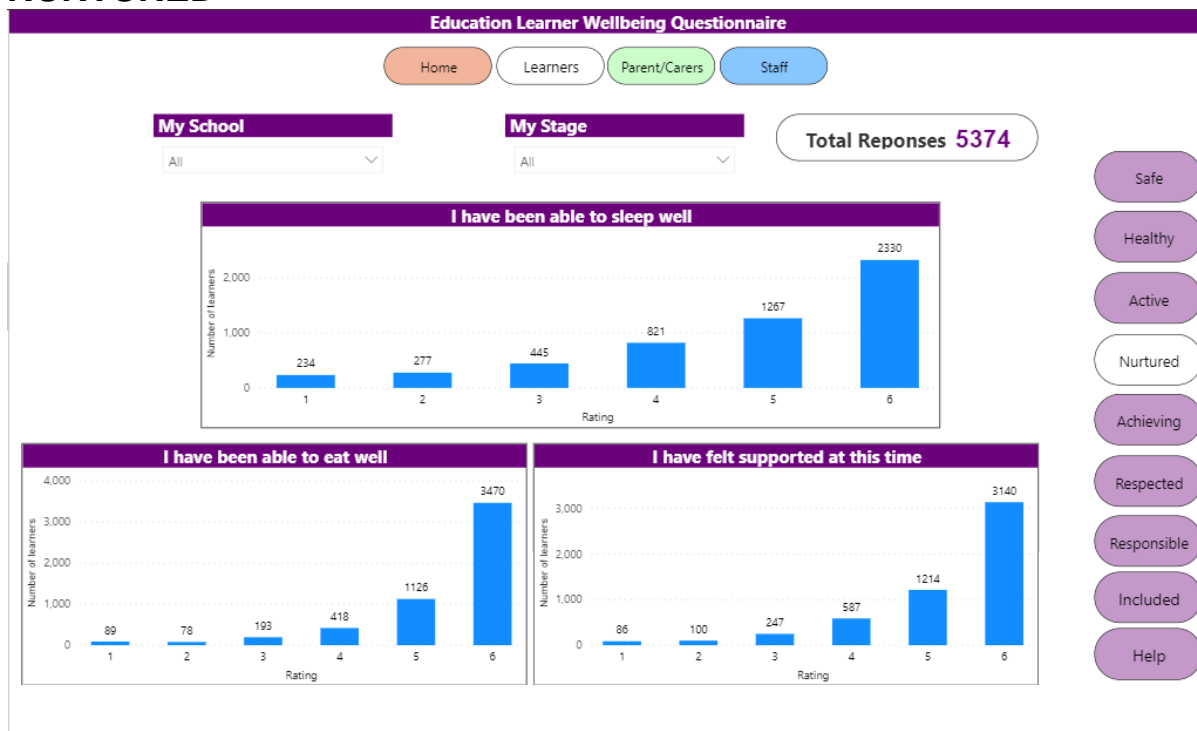 Education Learner Wellbeing Questionnaire
Home Learners Parent/Carers Staff
My School My Stage
All All
Total Reponses 5374
I have been able to sleep well
Number of learners
2,000
1,000
0
234 277 445 821 1267 2330
1 2 3 4 5 6
Rating
I have been able to eat well
Number of learners
4,000
3,000
2,000
1,000
0
89 78 193 418 1126 3470
1 2 3 4 5 6
Rating
I have felt supported at this time
Number of learners
3,000
2,000
1,000
0
86 100 247 587 1214 3140
1 2 3 4 5 6
Rating
Safe
Healthy
Active
Nurtured
Achieving
Respected
Responsible
Included
Help